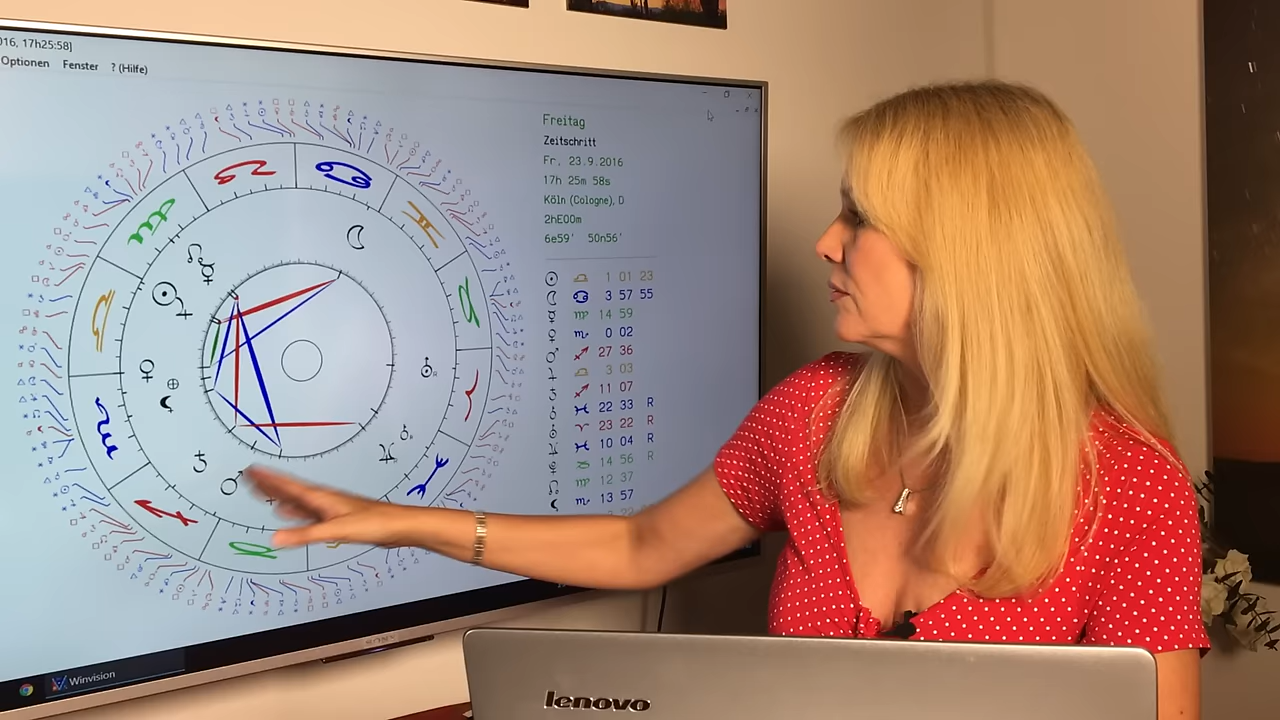 016, 17h25:58]
Optionen Fenster ? (Hilfe)
Freitag
Zeitschritt
Fr. 23.9.2016
17h 25m 58s
Köln (Cologne), D
2hE00m
6e59' 50n56'
1 01 23
3 57 55
14 59
0 02
27 36
3 03
11 07
22 33 R
23 22 R
10 04 R
14 56 R
12 37
13 57
SONY
Winvision
lenovo